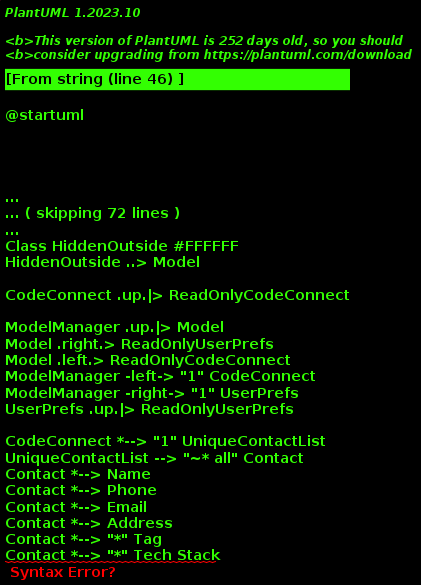 PlantUML 1.2023.10
<b>This version of PlantUML is 252 days old, so you should
<b>consider upgrading from https://plantuml.com/download
[From string (line 46) ]
@startuml
...
... ( skipping 72 lines )
...
Class HiddenOutside #FFFFFF
HiddenOutside ..> Model
CodeConnect .up.|> ReadOnlyCodeConnect
ModelManager .up.|> Model
Model .right.> ReadOnlyUserPrefs
Model .left.> ReadOnlyCodeConnect
ModelManager -left-> "1" CodeConnect
ModelManager -right-> "1" UserPrefs
UserPrefs .up.|> ReadOnlyUserPrefs
CodeConnect *--> "1" UniqueContactList
UniqueContactList --> "~* all" Contact
Contact *--> Name
Contact *--> Phone
Contact *--> Email
Contact *--> Address
Contact *--> "*" Tag
Contact *--> "*" Tech Stack
Syntax Error?